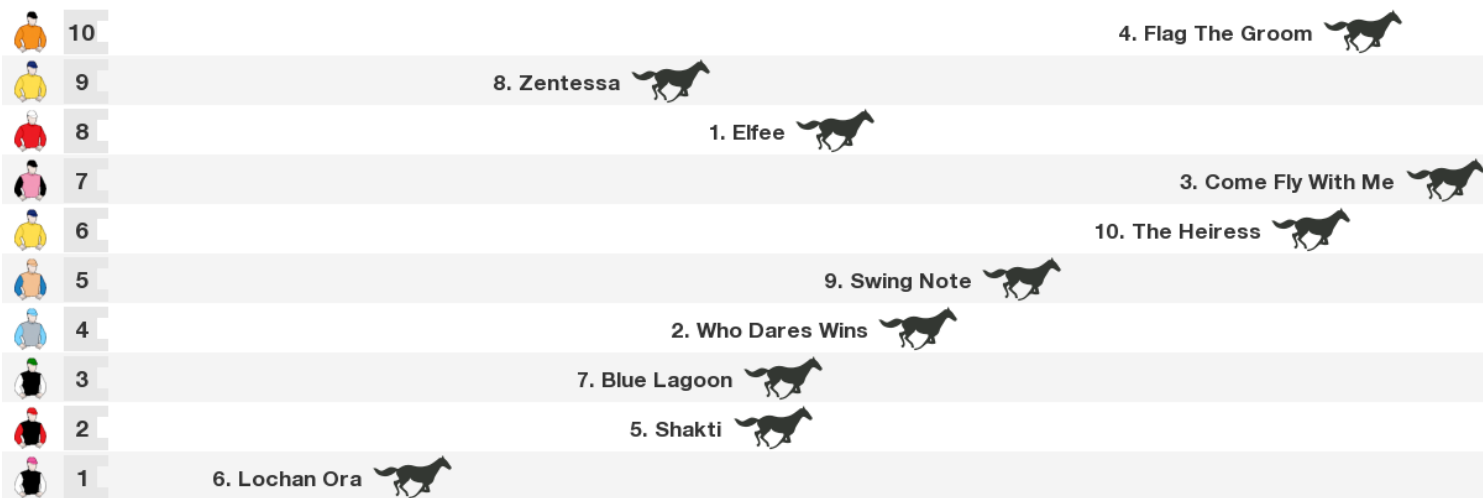 10 4. Flag The Groom
9 8. Zentessa
8 1. Elfee
7 3. Come Fly With Me
6 10. The Heiress
5 9. Swing Note
4 2. Who Dares Wins
3 7. Blue Lagoon
2 5. Shakti
1 6. Lochan Ora